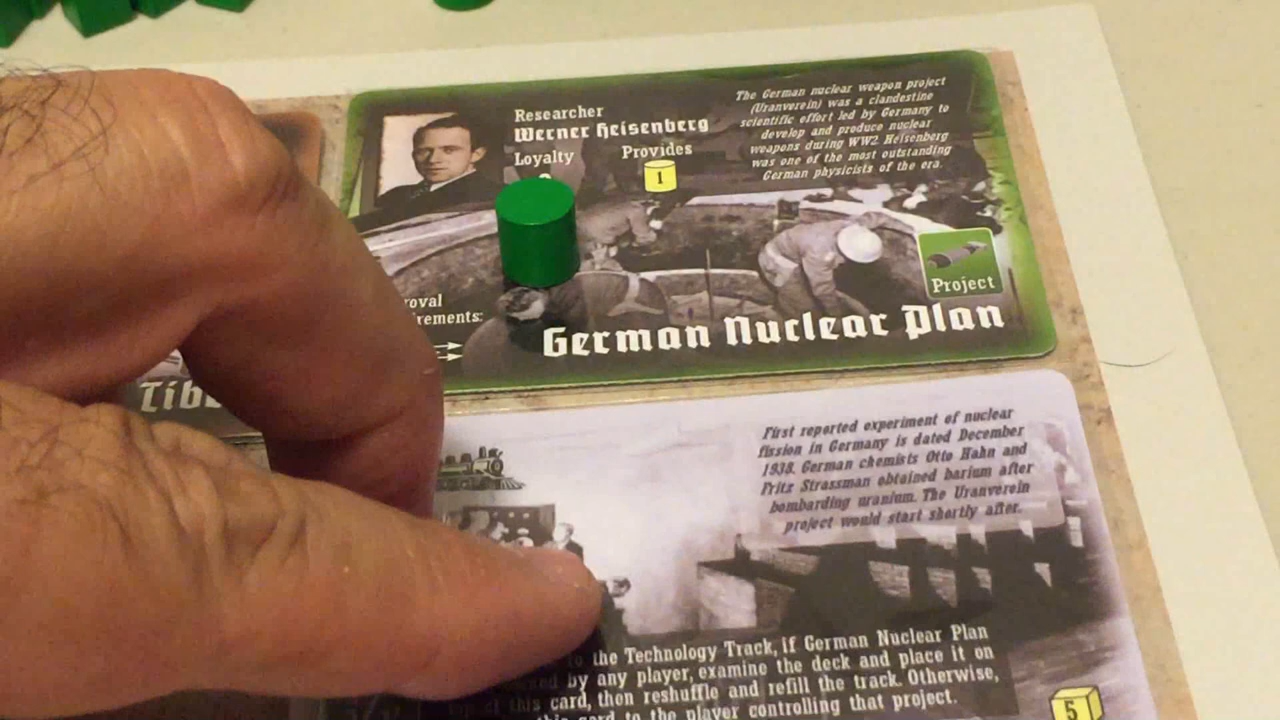 Researcher
Werner Heisenberg
Loyalty
Provides
1
The German nuclear weapon project
(Uranverein) was a clandestine
scientific effort led by Germany to
develop and produce nuclear
weapons during WW2. Heisenberg
was one of the most outstanding
German physicists of the era.
Project
roval
rements:
German Nuclear Plan
Tib
First reported experiment of nuclear
fission in Germany is dated December
1938. German chemists Otto Hahn and
Fritz Strassman obtained barium after
bombarding uranium. The Uranverein
project would start shortly after.
to the Technology Track, if German Nuclear Plan
by any player, examine the deck and place it on
this card, then reshuffle and refill the track. Otherwise,
this card to the player controlling that project.
5